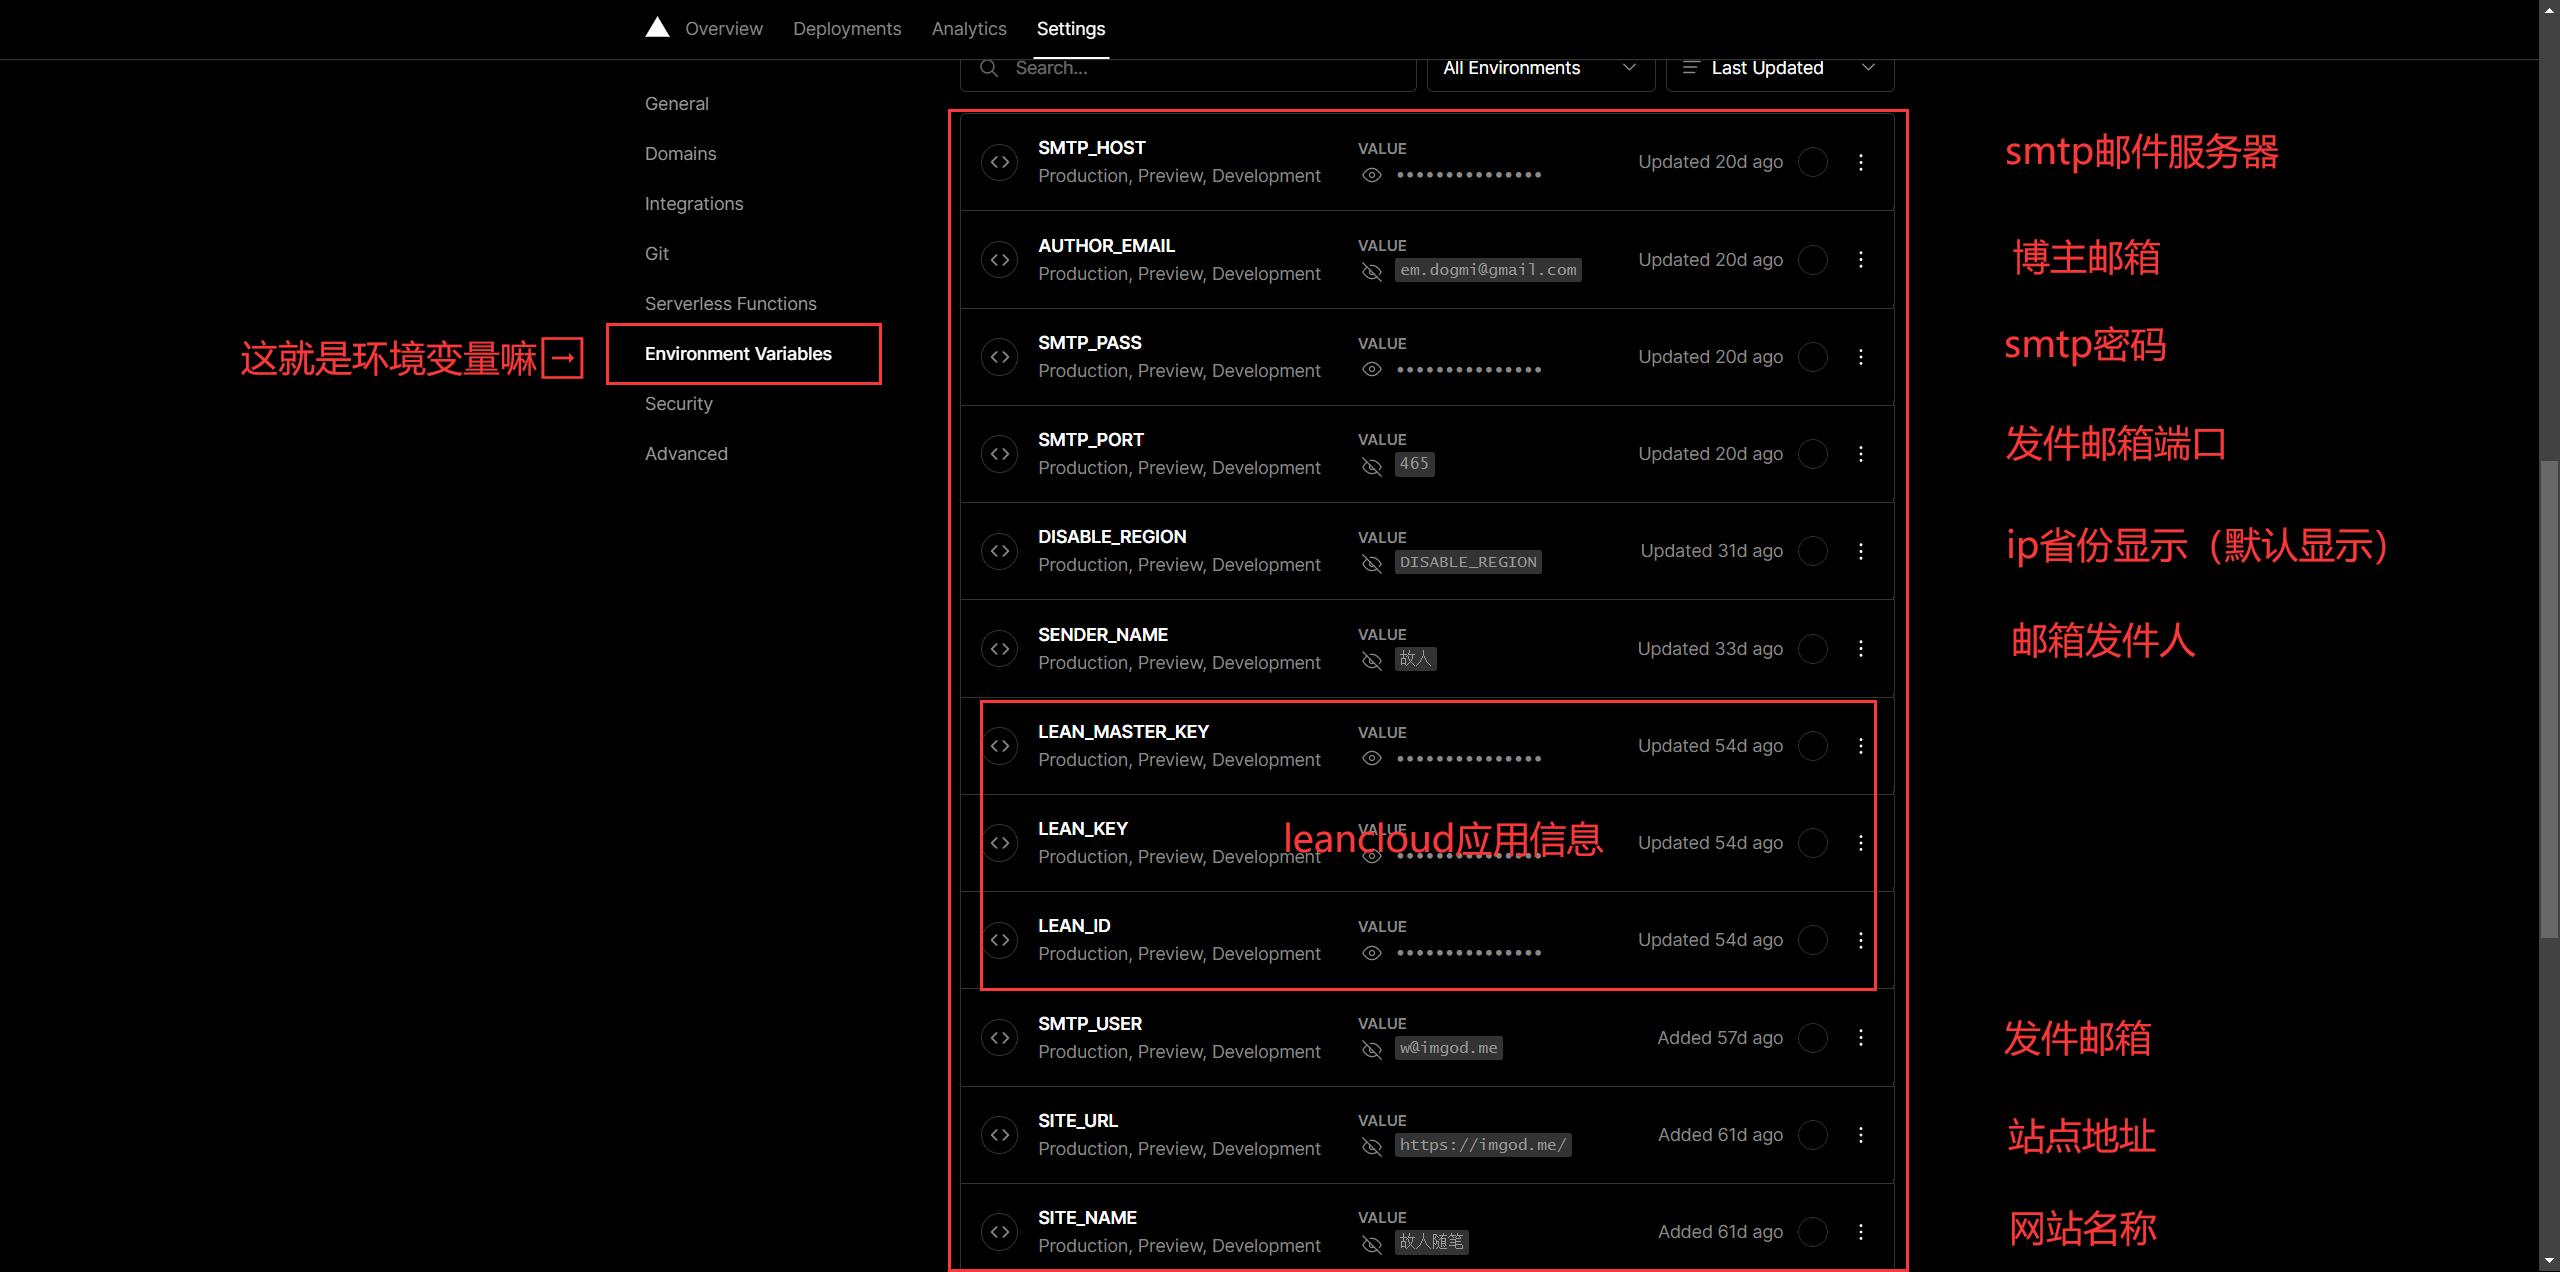 Overview
Deployments
Analytics
Settings
Search...
All Environments
Last Updated
General
Domains
Integrations
Git
Serverless Functions
这就是环境变量嘛→
Environment Variables
Security
Advanced
SMTP_HOST
Production, Preview, Development
VALUE
•••••••••••••••
Updated 20d ago
smtp邮件服务器
AUTHOR_EMAIL
Production, Preview, Development
VALUE
em.dogmi@gmail.com
Updated 20d ago
博主邮箱
SMTP_PASS
Production, Preview, Development
VALUE
•••••••••••••••
Updated 20d ago
smtp密码
SMTP_PORT
Production, Preview, Development
VALUE
465
Updated 20d ago
发件邮箱端口
DISABLE_REGION
Production, Preview, Development
VALUE
DISABLE_REGION
Updated 31d ago
ip省份显示（默认显示）
SENDER_NAME
Production, Preview, Development
VALUE
故人
Updated 33d ago
邮箱发件人
LEAN_MASTER_KEY
Production, Preview, Development
VALUE
•••••••••••••••
Updated 54d ago
LEAN_KEY
Production, Preview, Development
VALUE
•••••••••••••••
leancloud应用信息
Updated 54d ago
LEAN_ID
Production, Preview, Development
VALUE
•••••••••••••••
Updated 54d ago
SMTP_USER
Production, Preview, Development
VALUE
w@imgod.me
Added 57d ago
发件邮箱
SITE_URL
Production, Preview, Development
VALUE
https://imgod.me/
Added 61d ago
站点地址
SITE_NAME
Production, Preview, Development
VALUE
故人随笔
Added 61d ago
网站名称